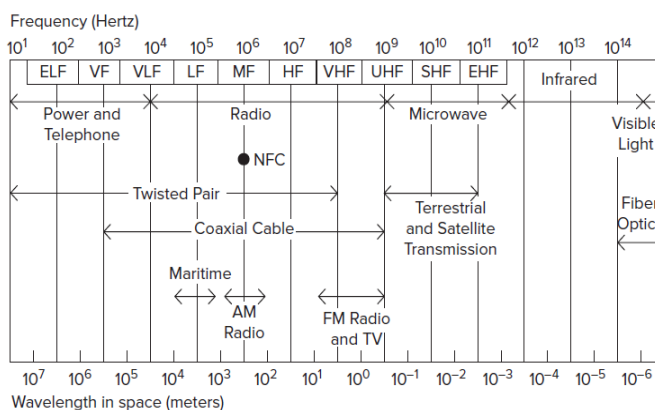 Frequency (Hertz)
10¹ 10² 10³ 10⁴ 10⁵ 10⁶ 10⁷ 10⁸ 10⁹ 10¹⁰ 10¹¹ 10¹² 10¹³ 10¹⁴
ELF VF VLF LF MF HF VHF UHF SHF EHF Infrared
Power and
Telephone
Radio
Microwave
Visible
Light
NFC
Twisted Pair
Terrestrial
and Satellite
Transmission
Fiber
Optic
Coaxial Cable
Maritime
AM
Radio
FM Radio
and TV
10⁷ 10⁶ 10⁵ 10⁴ 10³ 10² 10¹ 10⁰ 10⁻¹ 10⁻² 10⁻³ 10⁻⁴ 10⁻⁵ 10⁻⁶
Wavelength in space (meters)